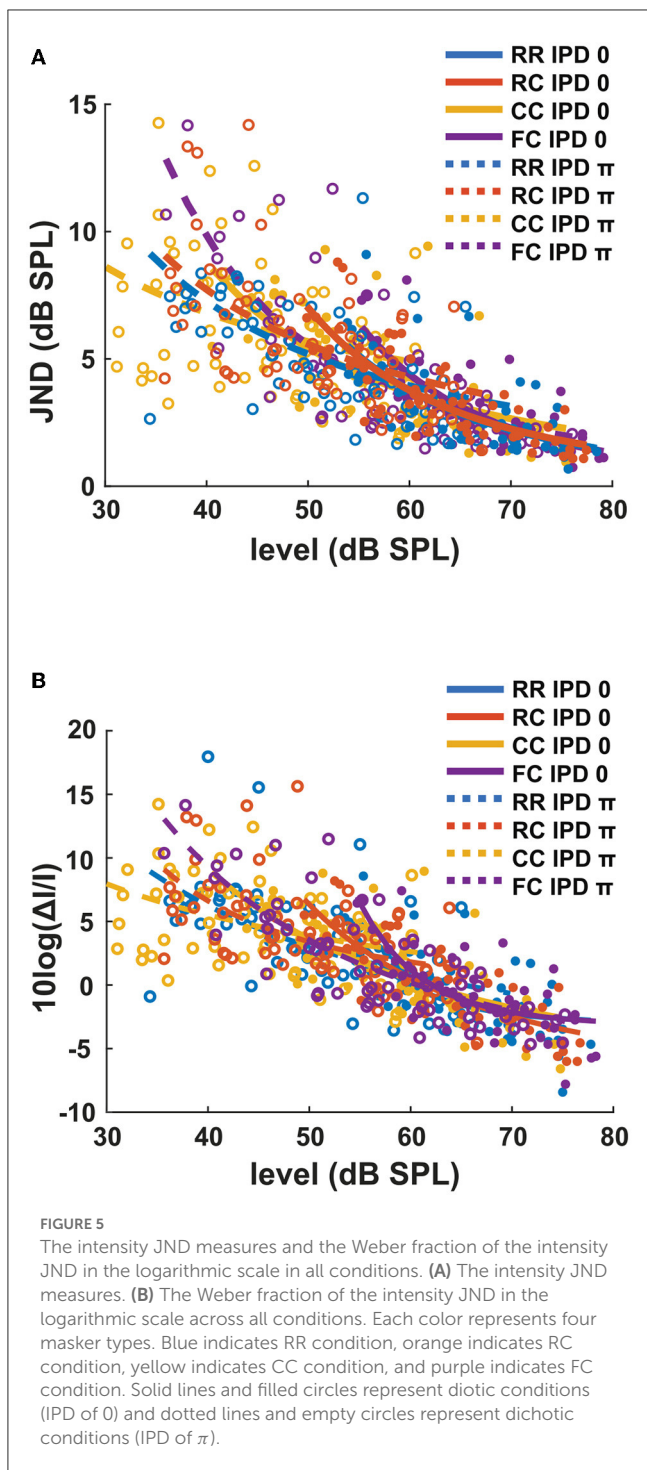 A
RR IPD 0
RC IPD 0
CC IPD 0
FC IPD 0
RR IPD π
RC IPD π
CC IPD π
FC IPD π
15
10
5
0
JND (dB SPL)
30 40 50 60 70 80
level (dB SPL)
B
RR IPD 0
RC IPD 0
CC IPD 0
FC IPD 0
RR IPD π
RC IPD π
CC IPD π
FC IPD π
20
15
10
5
0
-5
-10
10log(ΔI/I)
30 40 50 60 70 80
level (dB SPL)
FIGURE 5
The intensity JND measures and the Weber fraction of the intensity
JND in the logarithmic scale in all conditions. (A) The intensity JND
measures. (B) The Weber fraction of the intensity JND in the
logarithmic scale across all conditions. Each color represents four
masker types. Blue indicates RR condition, orange indicates RC
condition, yellow indicates CC condition, and purple indicates FC
condition. Solid lines and filled circles represent diotic conditions
(IPD of 0) and dotted lines and empty circles represent dichotic
conditions (IPD of π).